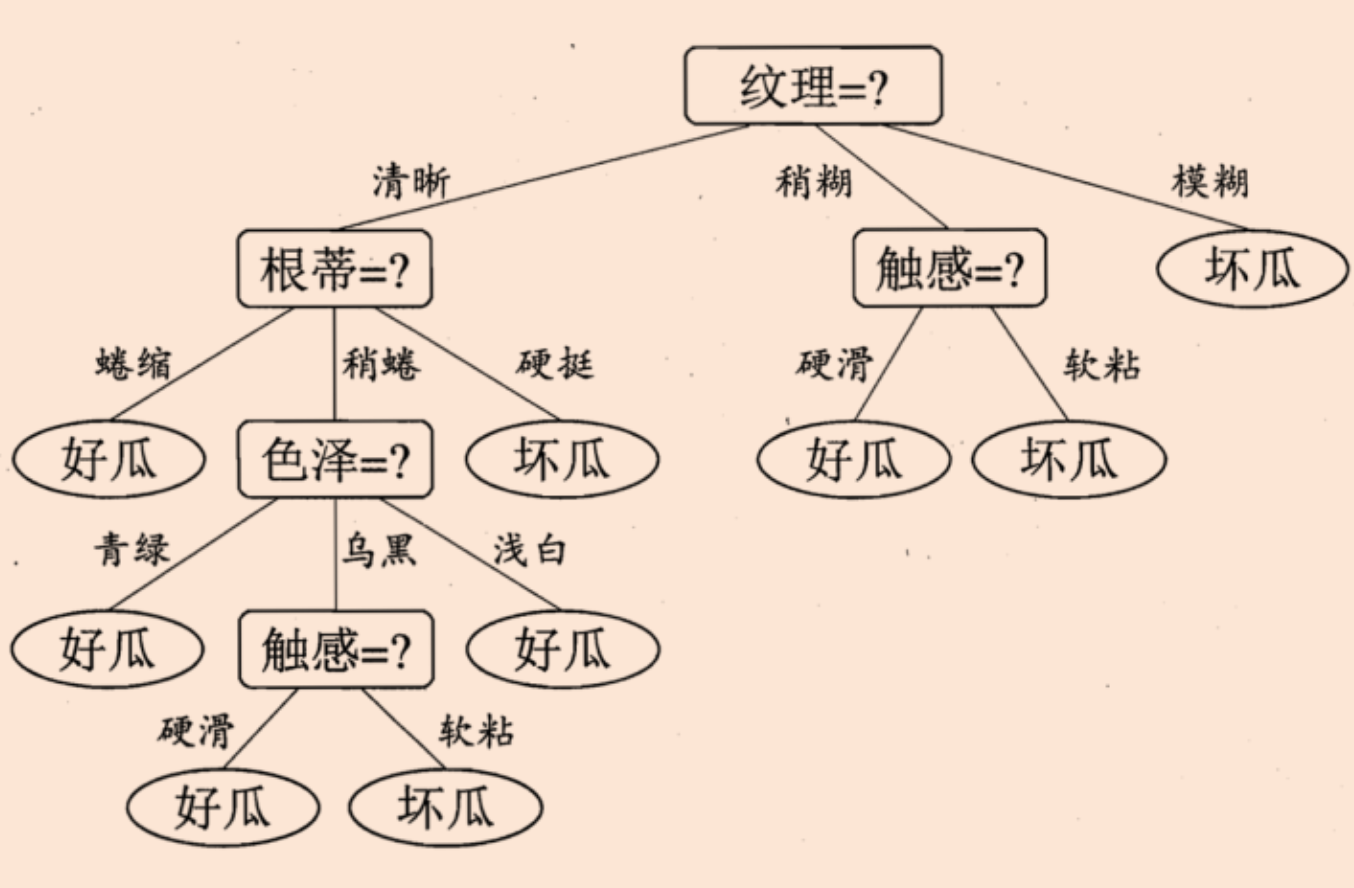 纹理=?
清晰 稍糊 模糊
根蒂=? 触感=? 坏瓜
蜷缩 稍蜷 硬挺 硬滑 软粘
好瓜 色泽=? 坏瓜 好瓜 坏瓜
青绿 乌黑 浅白
好瓜 触感=? 好瓜
硬滑 软粘
好瓜 坏瓜